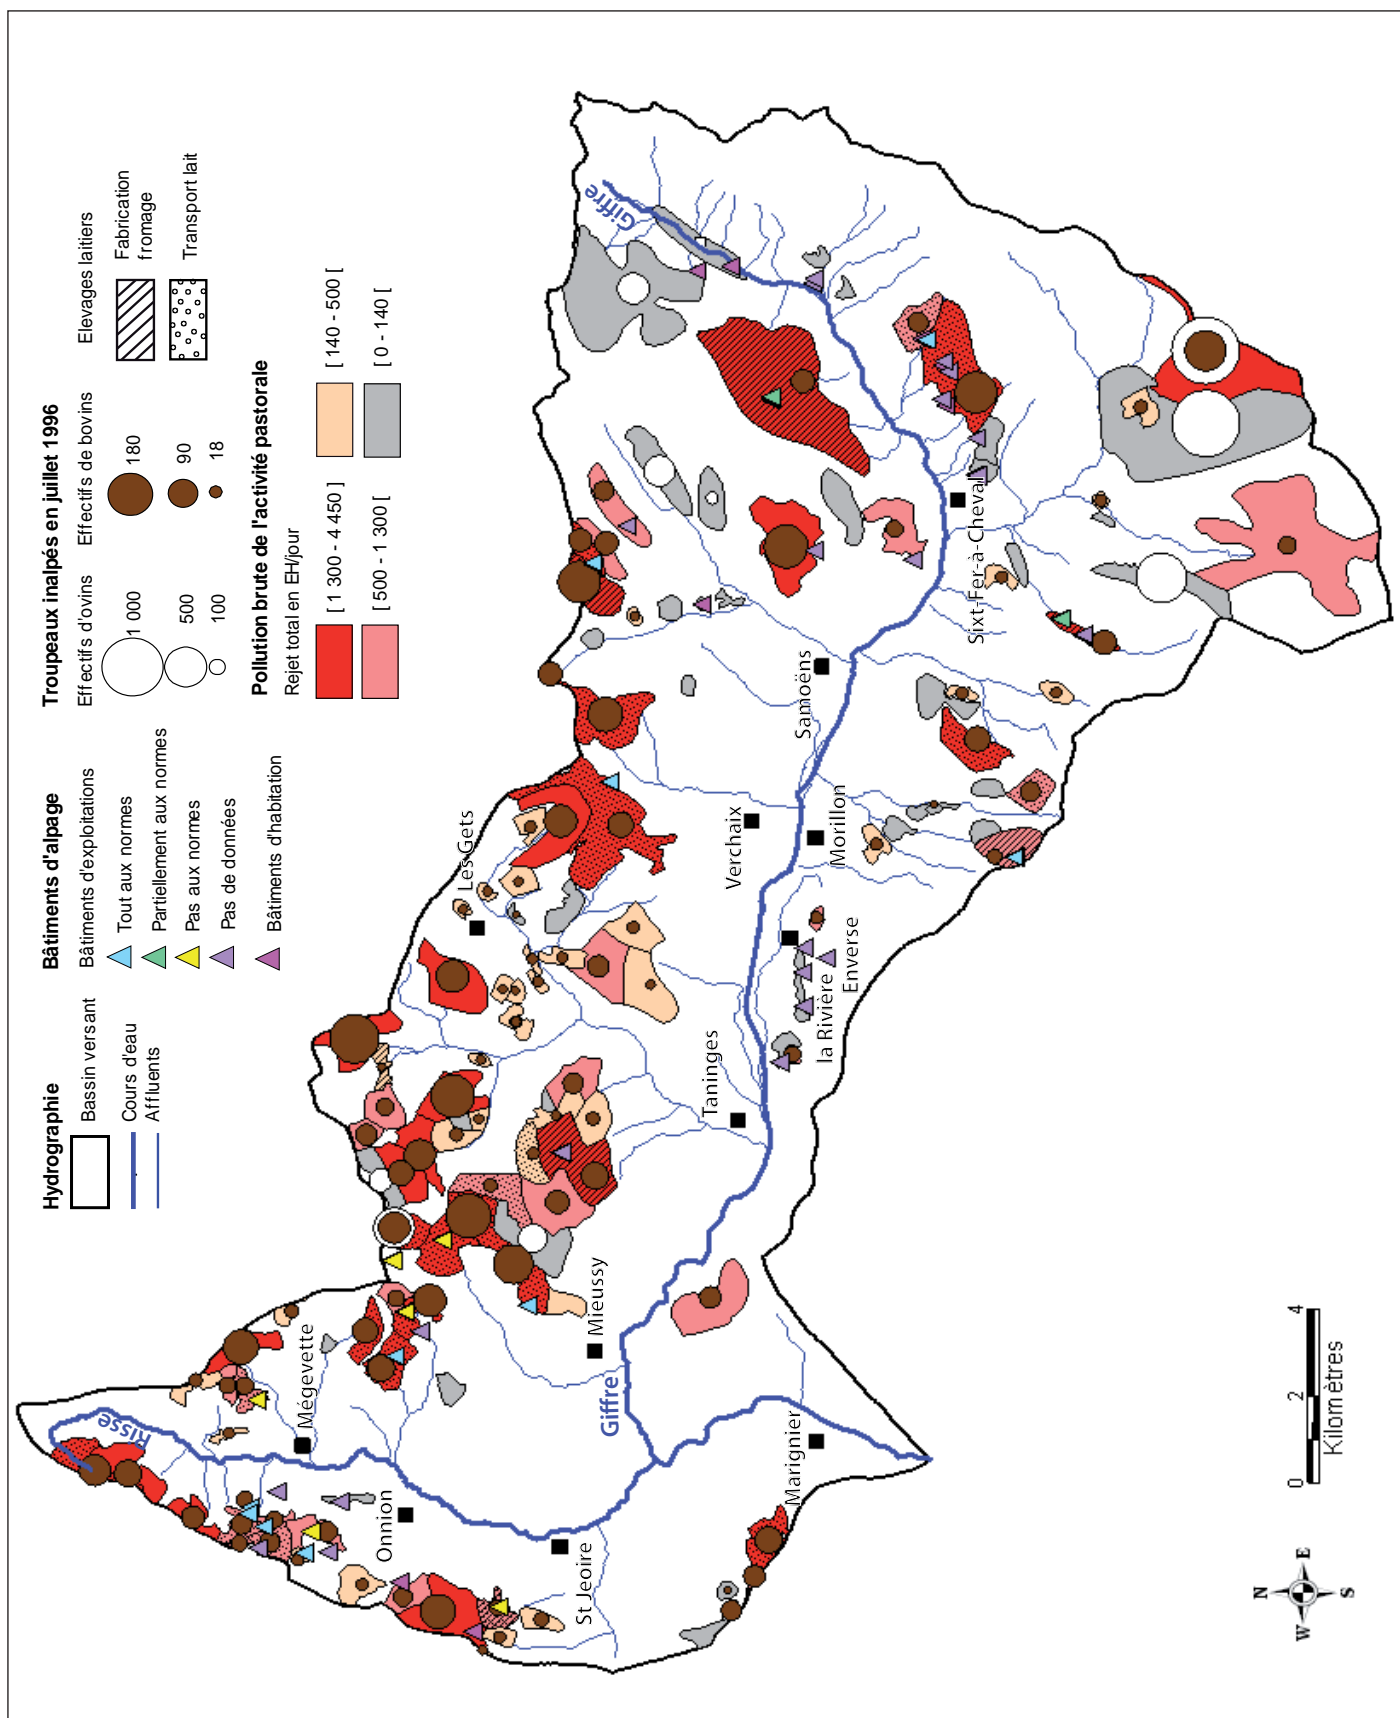 Hydrographie
Bassin versant
Cours d'eau
Affluents
Bâtiments d'alpage
Bâtiments d'exploitations
Tout aux normes
Partiellement aux normes
Pas aux normes
Pas de données
Bâtiments d'habitation
Troupeaux inalpés en juillet 1996
Effectifs d'ovins
1 000
500
100
Effectifs de bovins
180
90
18
Elevages laitiers
Fabrication
fromage
Transport lait
Pollution brute de l'activité pastorale
Rejet total en EH/jour
[ 1 300 - 4 450 ]
[ 500 - 1 300 [
[ 140 - 500 [
[ 0 - 140 [
Risse
Mégevette
Onnion
St Jeoire
Marignier
Giffre
Mieussy
Taninges
Les Gets
la Rivière
Enverse
Verchaix
Morillon
Samoëns
Sixt-Fer-à-Cheval
Giffre
0 2 4
Kilomètres
N
W E
S